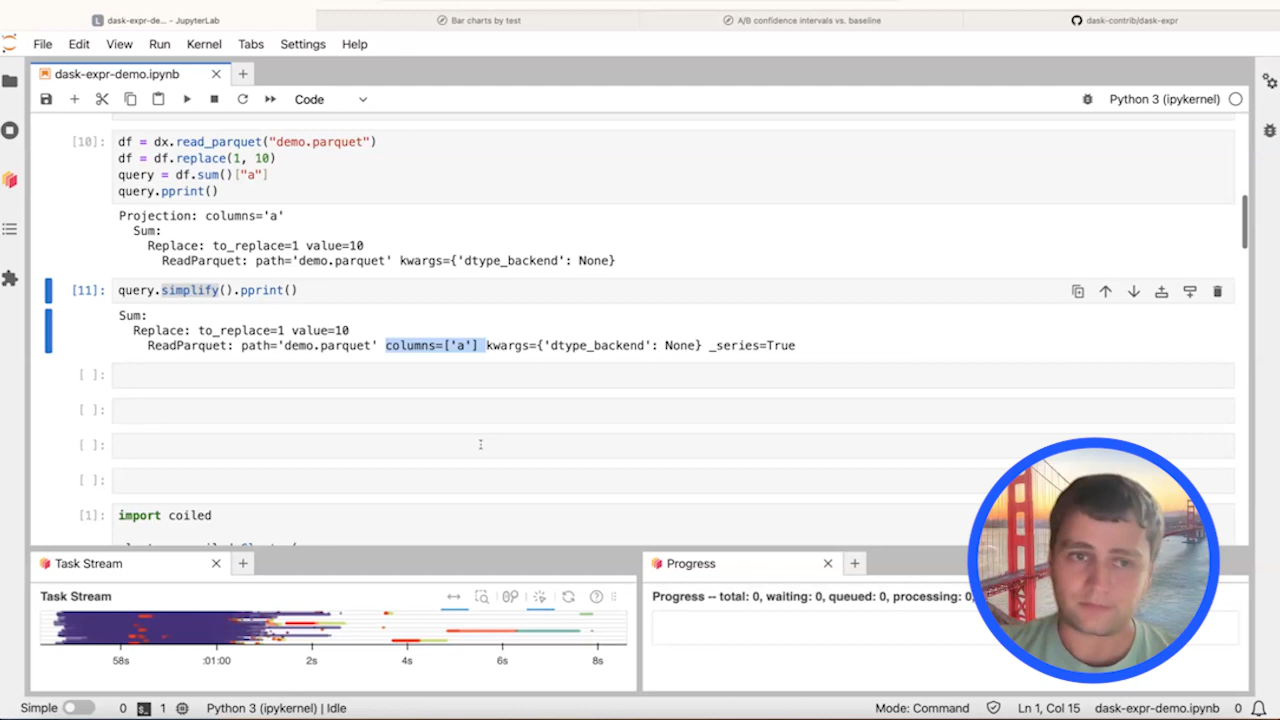 dask-expr-de... - JupyterLab
Bar charts by test
A/B confidence intervals vs. baseline
dask-contrib/dask-expr
File Edit View Run Kernel Tabs Settings Help
dask-expr-demo.ipynb
Code
Python 3 (ipykernel)
[10]: df = dx.read_parquet("demo.parquet")
df = df.replace(1, 10)
query = df.sum()["a"]
query.pprint()
Projection: columns='a'
Sum:
Replace: to_replace=1 value=10
ReadParquet: path='demo.parquet' kwargs={'dtype_backend': None}
[11]: query.simplify().pprint()
Sum:
Replace: to_replace=1 value=10
ReadParquet: path='demo.parquet' columns=['a'] kwargs={'dtype_backend': None} _series=True
[ ]:
[ ]:
[ ]:
[ ]:
[1]: import coiled
Task Stream
Progress
Task Stream
Progress -- total: 0, waiting: 0, queued: 0, processing: 0,
58s :01:00 2s 4s 6s 8s
Simple 0 1 Python 3 (ipykernel) | Idle
Mode: Command Ln 1, Col 15 dask-expr-demo.ipynb 0